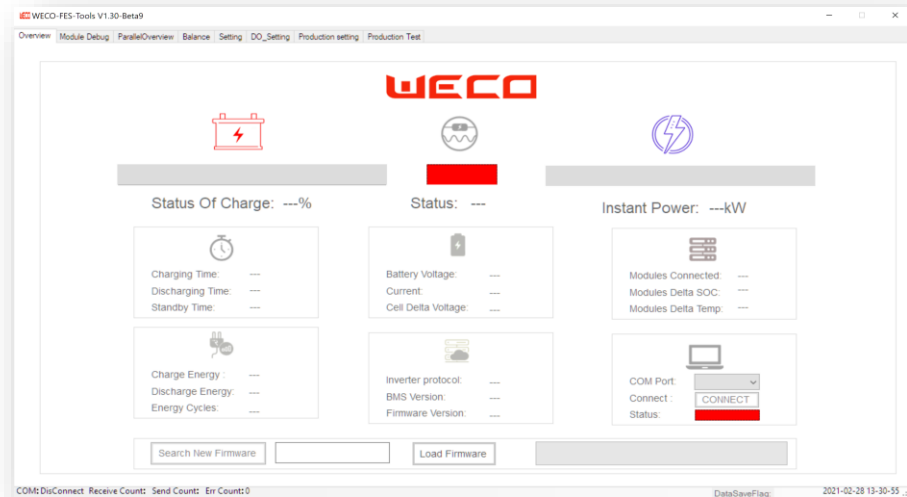 WECO-FES-Tools V1.30-Beta9
Overview Module Debug ParallelOverview Balance Setting DO_Setting Production setting Production Test
WECO
Status Of Charge: ---% Status: --- Instant Power: ---kW
Charging Time: ---
Discharging Time: ---
Standby Time: ---
Battery Voltage: ---
Current: ---
Cell Delta Voltage: ---
Modules Connected: ---
Modules Delta SOC: ---
Modules Delta Temp: ---
Charge Energy : ---
Discharge Energy: ---
Energy Cycles: ---
Inverter protocol: ---
BMS Version: ---
Firmware Version: ---
COM Port:
Connect : CONNECT
Status:
Search New Firmware Load Firmware
COM: DisConnect Receive Count: Send Count: Err Count: 0 DataSaveFlag: 2021-02-28 13-30-55